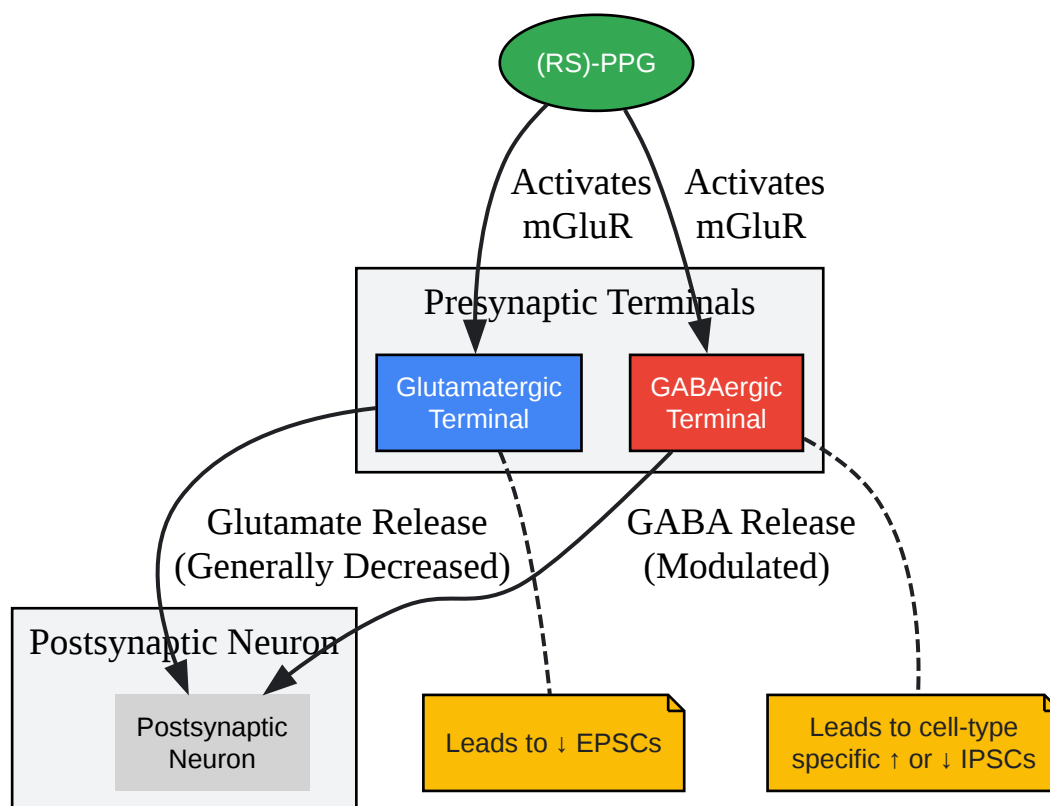 (RS)-PPG
Activates
mGluR
Activates
mGluR
Presynaptic Terminals
Glutamatergic
Terminal
GABAergic
Terminal
Glutamate Release
(Generally Decreased)
GABA Release
(Modulated)
Postsynaptic Neuron
Postsynaptic
Neuron
Leads to ↓ EPSCs
Leads to cell-type
specific ↑ or ↓ IPSCs